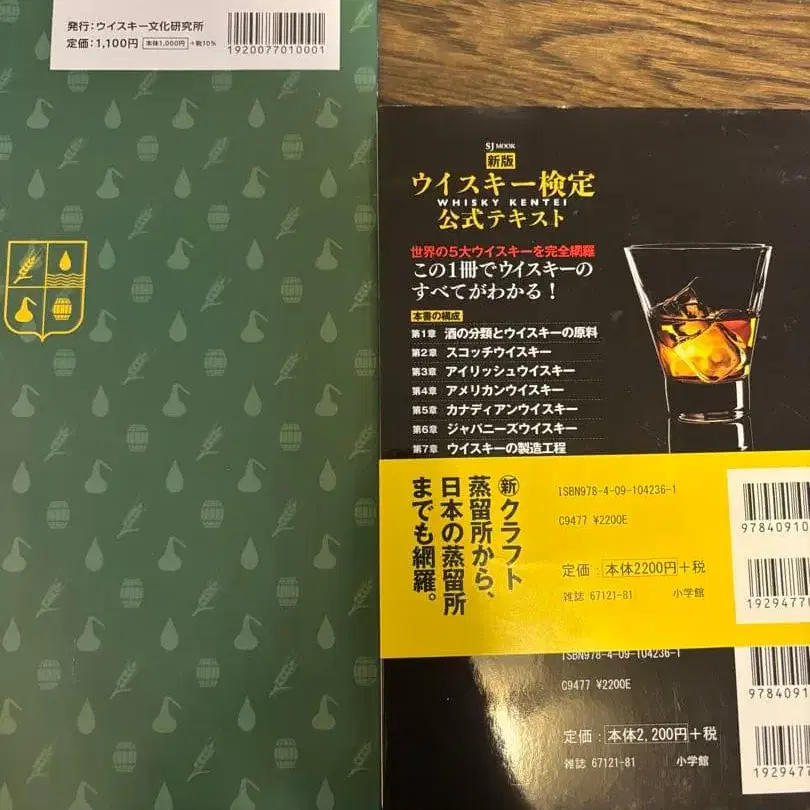 発行：ウイスキー文化研究所
定価：1,100円 本体1,000円 +税10%
1920077010001
SJ MOOK
新版
ウイスキー検定
WHISKY KENTEI
公式テキスト
世界の5大ウイスキーを完全網羅
この1冊でウイスキーの
すべてがわかる！
本書の構成
第1章 酒の分類とウイスキーの原料
第2章 スコッチウイスキー
第3章 アイリッシュウイスキー
第4章 アメリカンウイスキー
第5章 カナディアンウイスキー
第6章 ジャパニーズウイスキー
第7章 ウイスキーの製造工程
㊟クラフト
蒸留所から、
日本の蒸留所
までも網羅。
ISBN978-4-09-104236-1
C9477 ¥2200E
定価：本体2200円+税
雑誌 67121-81 小学館
97840910
1929477
ISBN978-4-09-104236-1
C9477 ¥2200E
定価：本体2,200円+税
雑誌 67121-81 小学館
9784091
1929477